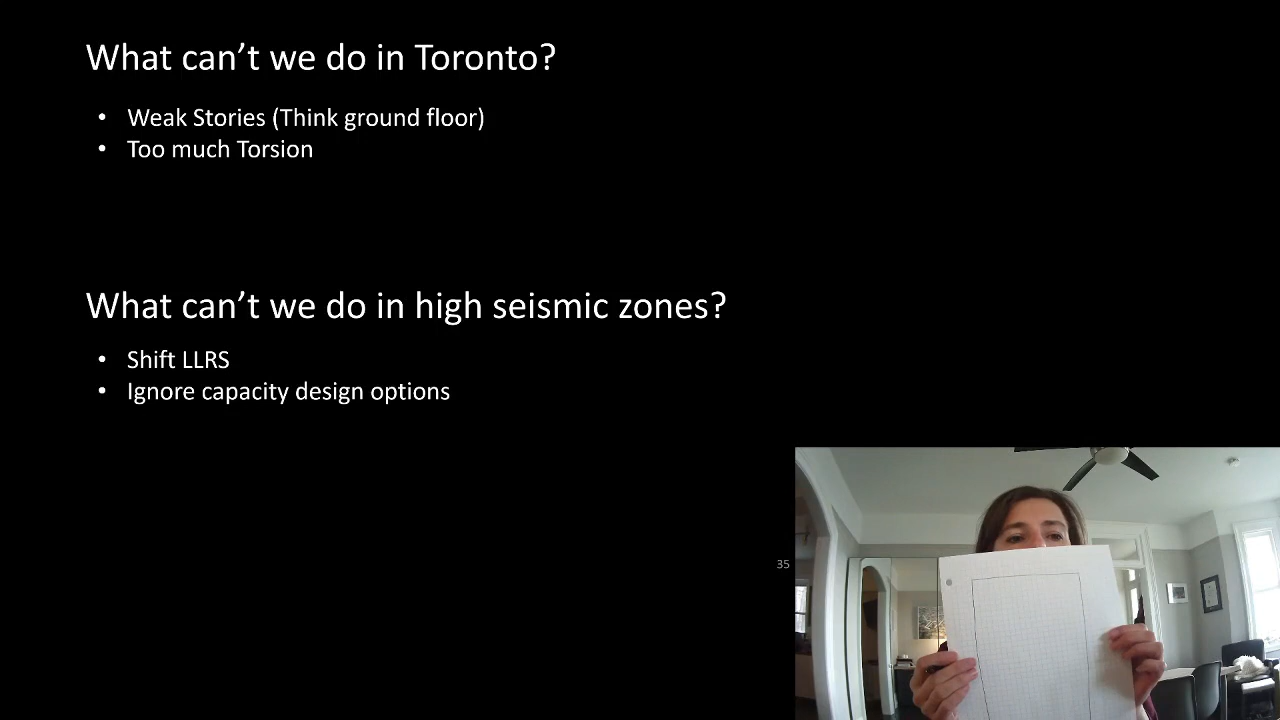 What can’t we do in Toronto?
• Weak Stories (Think ground floor)
• Too much Torsion
What can’t we do in high seismic zones?
• Shift LLRS
• Ignore capacity design options
35